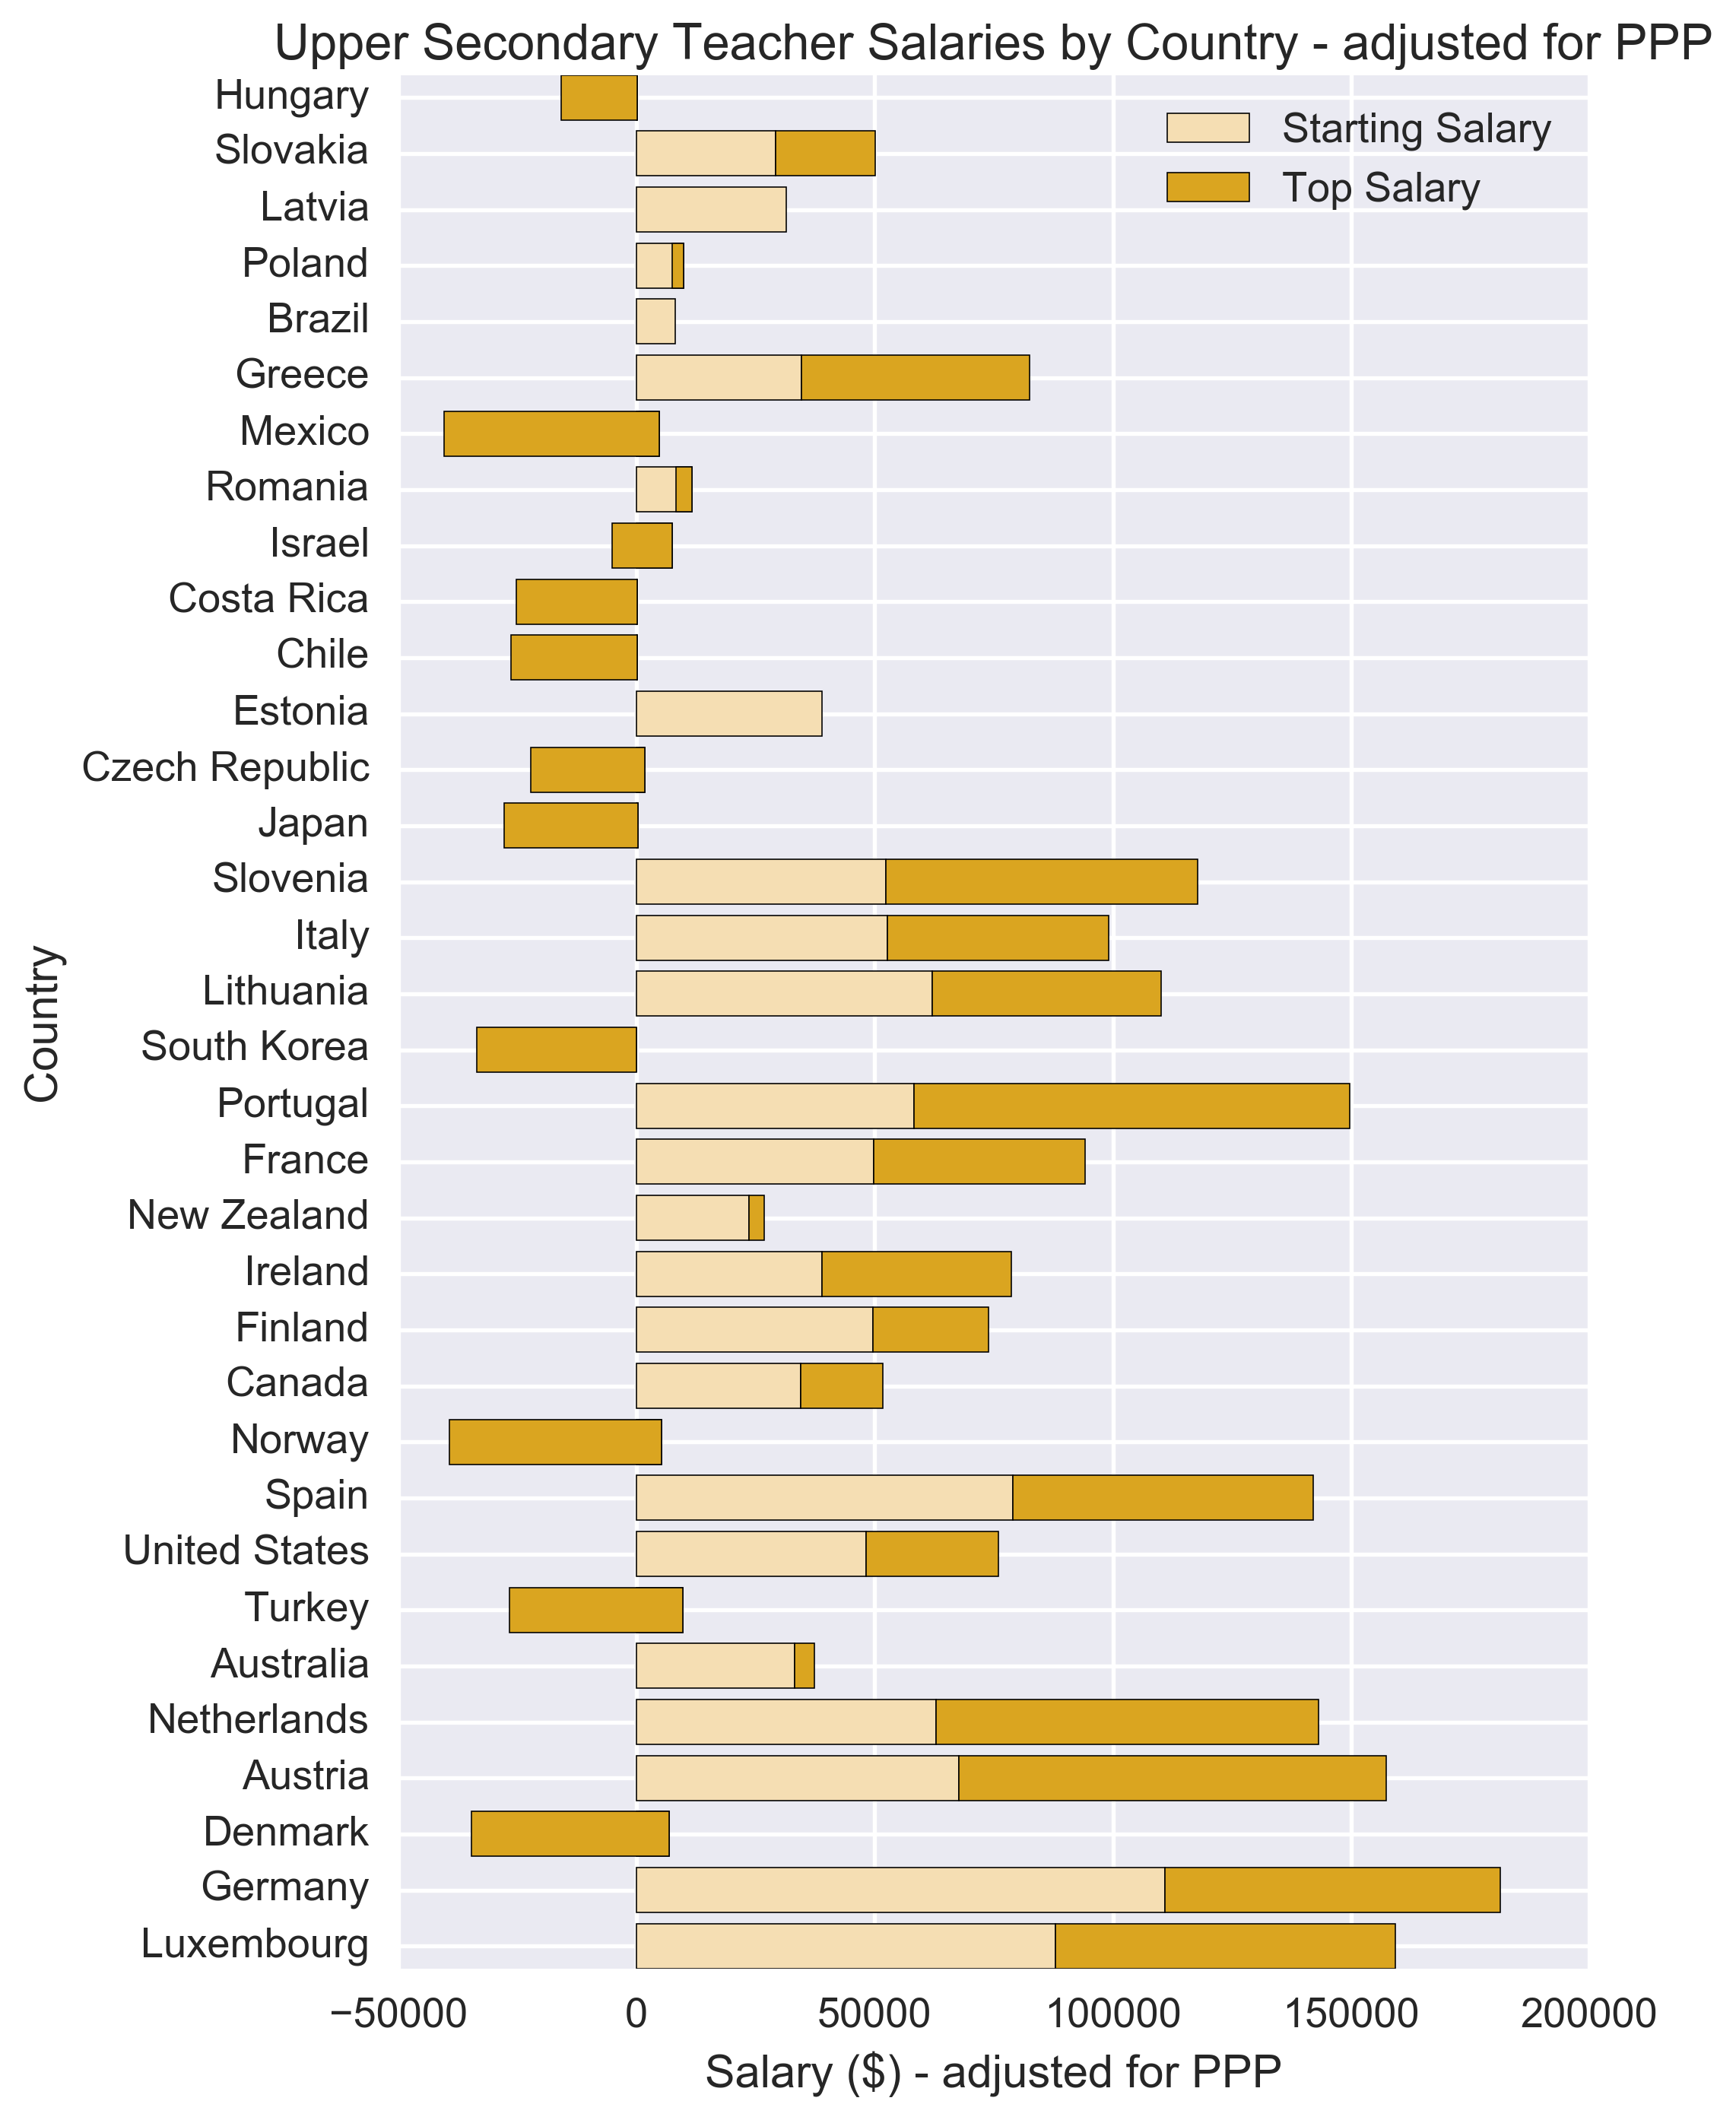 Upper Secondary Teacher Salaries by Country - adjusted for PPP
Starting Salary
Top Salary
Country
Hungary
Slovakia
Latvia
Poland
Brazil
Greece
Mexico
Romania
Israel
Costa Rica
Chile
Estonia
Czech Republic
Japan
Slovenia
Italy
Lithuania
South Korea
Portugal
France
New Zealand
Ireland
Finland
Canada
Norway
Spain
United States
Turkey
Australia
Netherlands
Austria
Denmark
Germany
Luxembourg
−50000 0 50000 100000 150000 200000
Salary ($) - adjusted for PPP